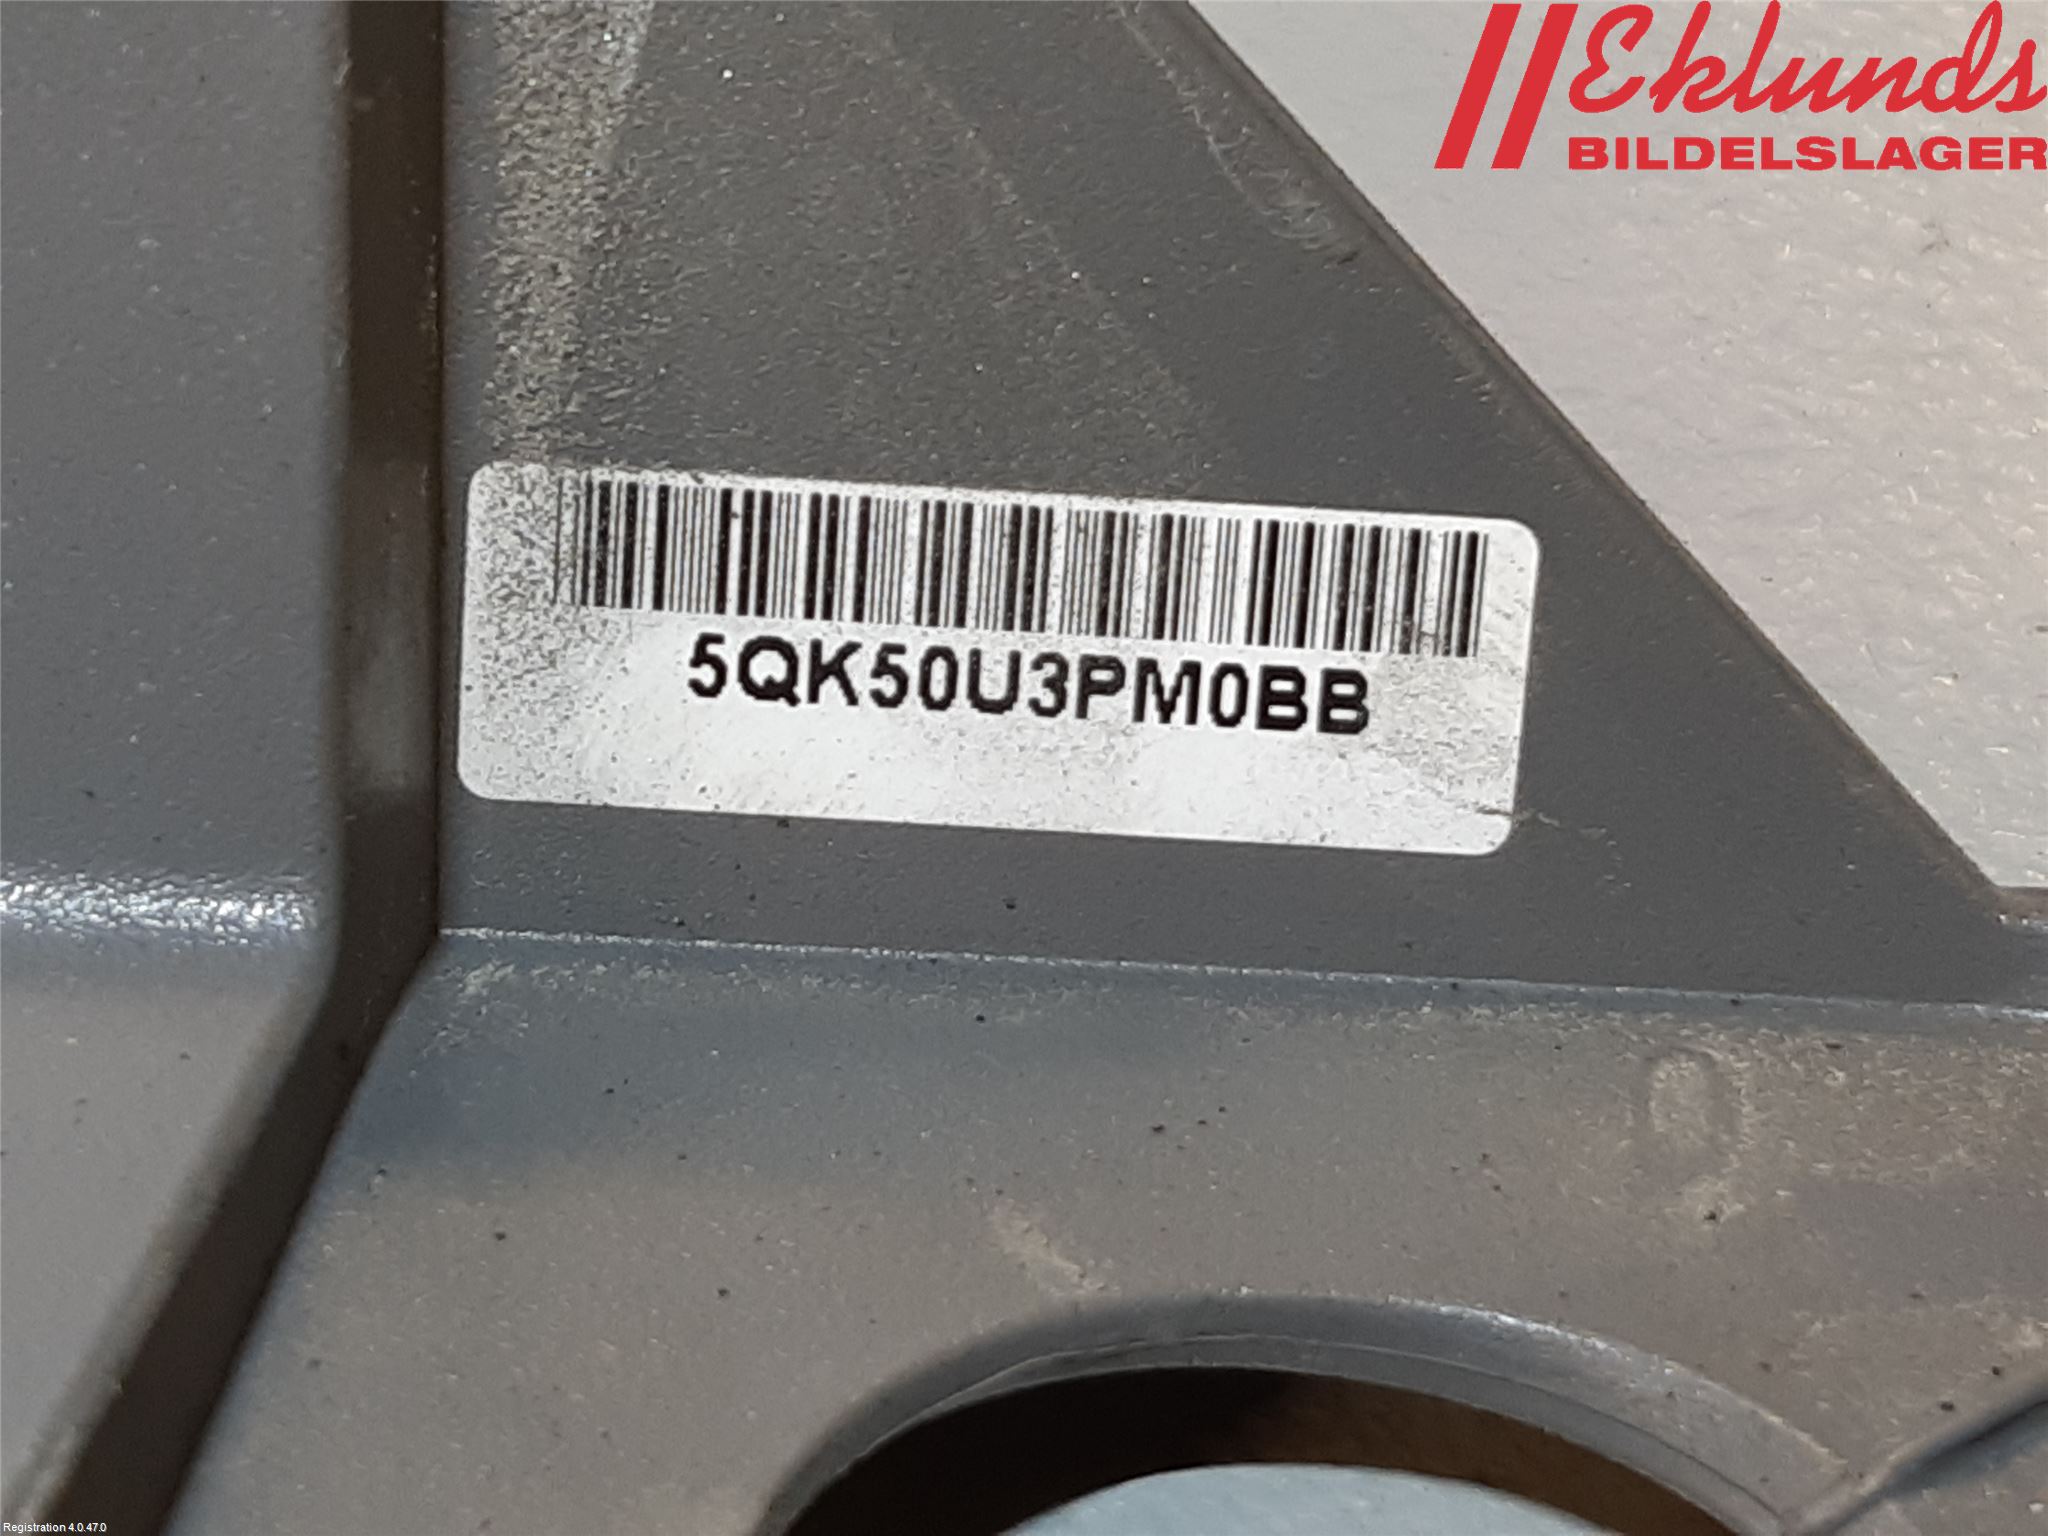 Eklunds
BILDELSLAGER
5QK50U3PM0BB
Registration 4.0.47.0